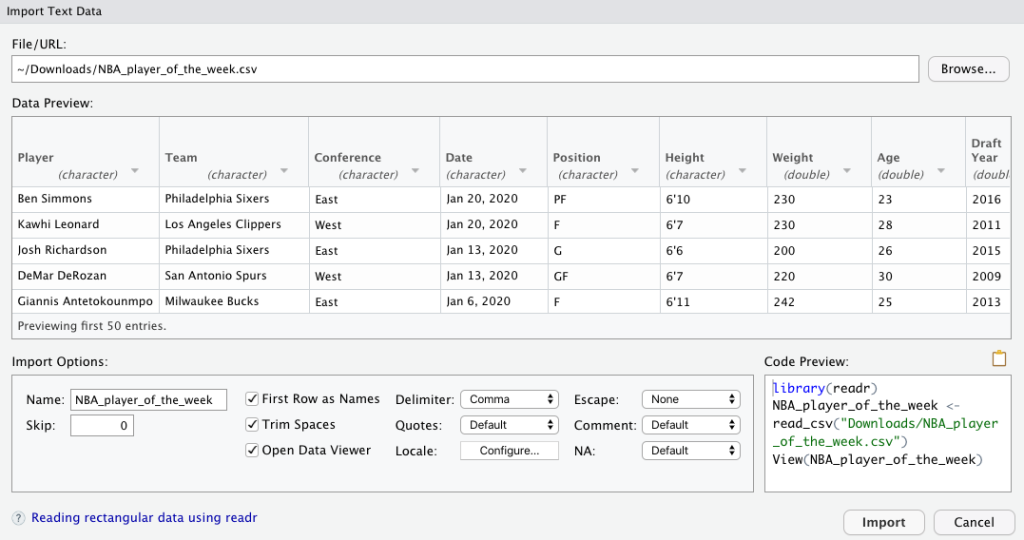 Import Text Data
File/URL:
~/Downloads/NBA_player_of_the_week.csv
Browse...
Data Preview:
Player Team Conference Date Position Height Weight Age Draft Year
(character) (character) (character) (character) (character) (character) (double) (double) (doubl
Ben Simmons Philadelphia Sixers East Jan 20, 2020 PF 6'10 230 23 2016
Kawhi Leonard Los Angeles Clippers West Jan 20, 2020 F 6'7 230 28 2011
Josh Richardson Philadelphia Sixers East Jan 13, 2020 G 6'6 200 26 2015
DeMar DeRozan San Antonio Spurs West Jan 13, 2020 GF 6'7 220 30 2009
Giannis Antetokounmpo Milwaukee Bucks East Jan 6, 2020 F 6'11 242 25 2013
Previewing first 50 entries.
Import Options:
Name: NBA_player_of_the_week First Row as Names Delimiter: Comma Escape: None
Skip: 0 Trim Spaces Quotes: Default Comment: Default
Open Data Viewer Locale: Configure... NA: Default
Code Preview:
library(readr)
NBA_player_of_the_week <-
read_csv("Downloads/NBA_player
_of_the_week.csv")
View(NBA_player_of_the_week)
? Reading rectangular data using readr
Import Cancel